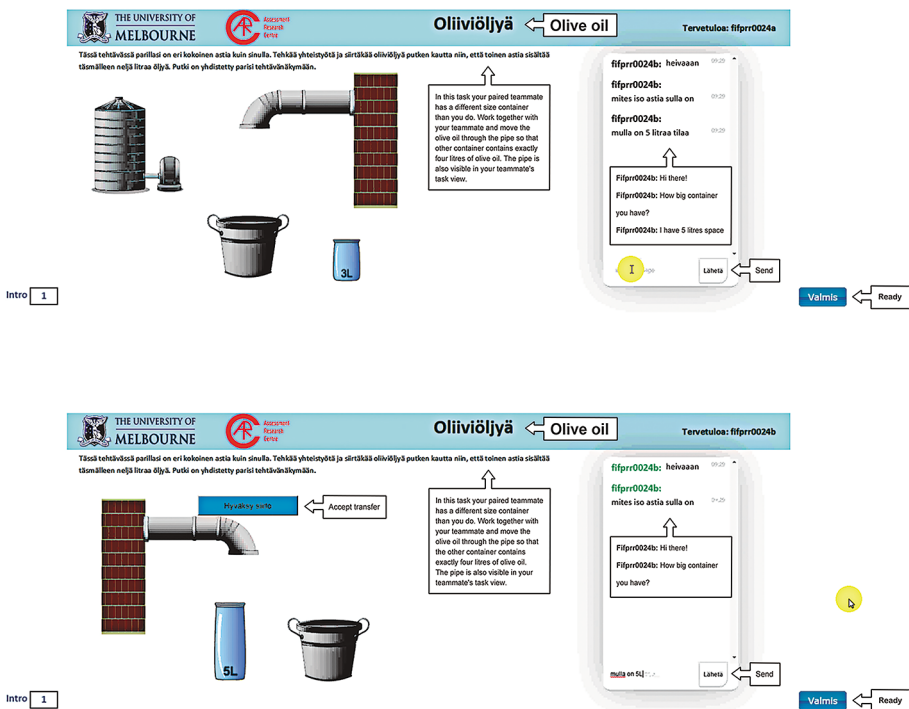 THE UNIVERSITY OF
MELBOURNE
Assessment
Research
Centre
Oliiviöljyä
Olive oil
Tervetuloa: fifprr0024a
Tässä tehtävässä parillasi on eri kokoinen astia kuin sinulla. Tehkää yhteistyötä ja siirtäkää oliiviöljyä putken kautta niin, että toinen astia sisältää
täsmälleen neljä litraa öljyä. Putki on yhdistetty parisi tehtävänäkymään.
In this task your paired teammate
has a different size container
than you do. Work together with
your teammate and move the
olive oil through the pipe so that
other container contains exactly
four litres of olive oil. The pipe is
also visible in your teammate's
task view.
3L
fifprr0024b: heivaaan 09:29
fifprr0024b:
mites iso astia sulla on 09:29
fifprr0024b:
mulla on 5 litraa tilaa 09:29
Fifprr0024b: Hi there!
Fifprr0024b: How big container
you have?
Fifprr0024b: I have 5 litres space
Lähetä
Send
Intro 1
Valmis
Ready
THE UNIVERSITY OF
MELBOURNE
Assessment
Research
Centre
Oliiviöljyä
Olive oil
Tervetuloa: fifprr0024b
Tässä tehtävässä parillasi on eri kokoinen astia kuin sinulla. Tehkää yhteistyötä ja siirtäkää oliiviöljyä putken kautta niin, että toinen astia sisältää
täsmälleen neljä litraa öljyä. Putki on yhdistetty parisi tehtävänäkymään.
Hyväksy siirto
Accept transfer
In this task your paired teammate
has a different size container
than you do. Work together with
your teammate and move the
olive oil through the pipe so that
the other container contains
exactly four litres of olive oil.
The pipe is also visible in your
teammate's task view.
5L
fifprr0024b: heivaaan 09:29
fifprr0024b:
mites iso astia sulla on 09:29
Fifprr0024b: Hi there!
Fifprr0024b: How big container
you have?
mulla on 5L
Lähetä
Send
Intro 1
Valmis
Ready